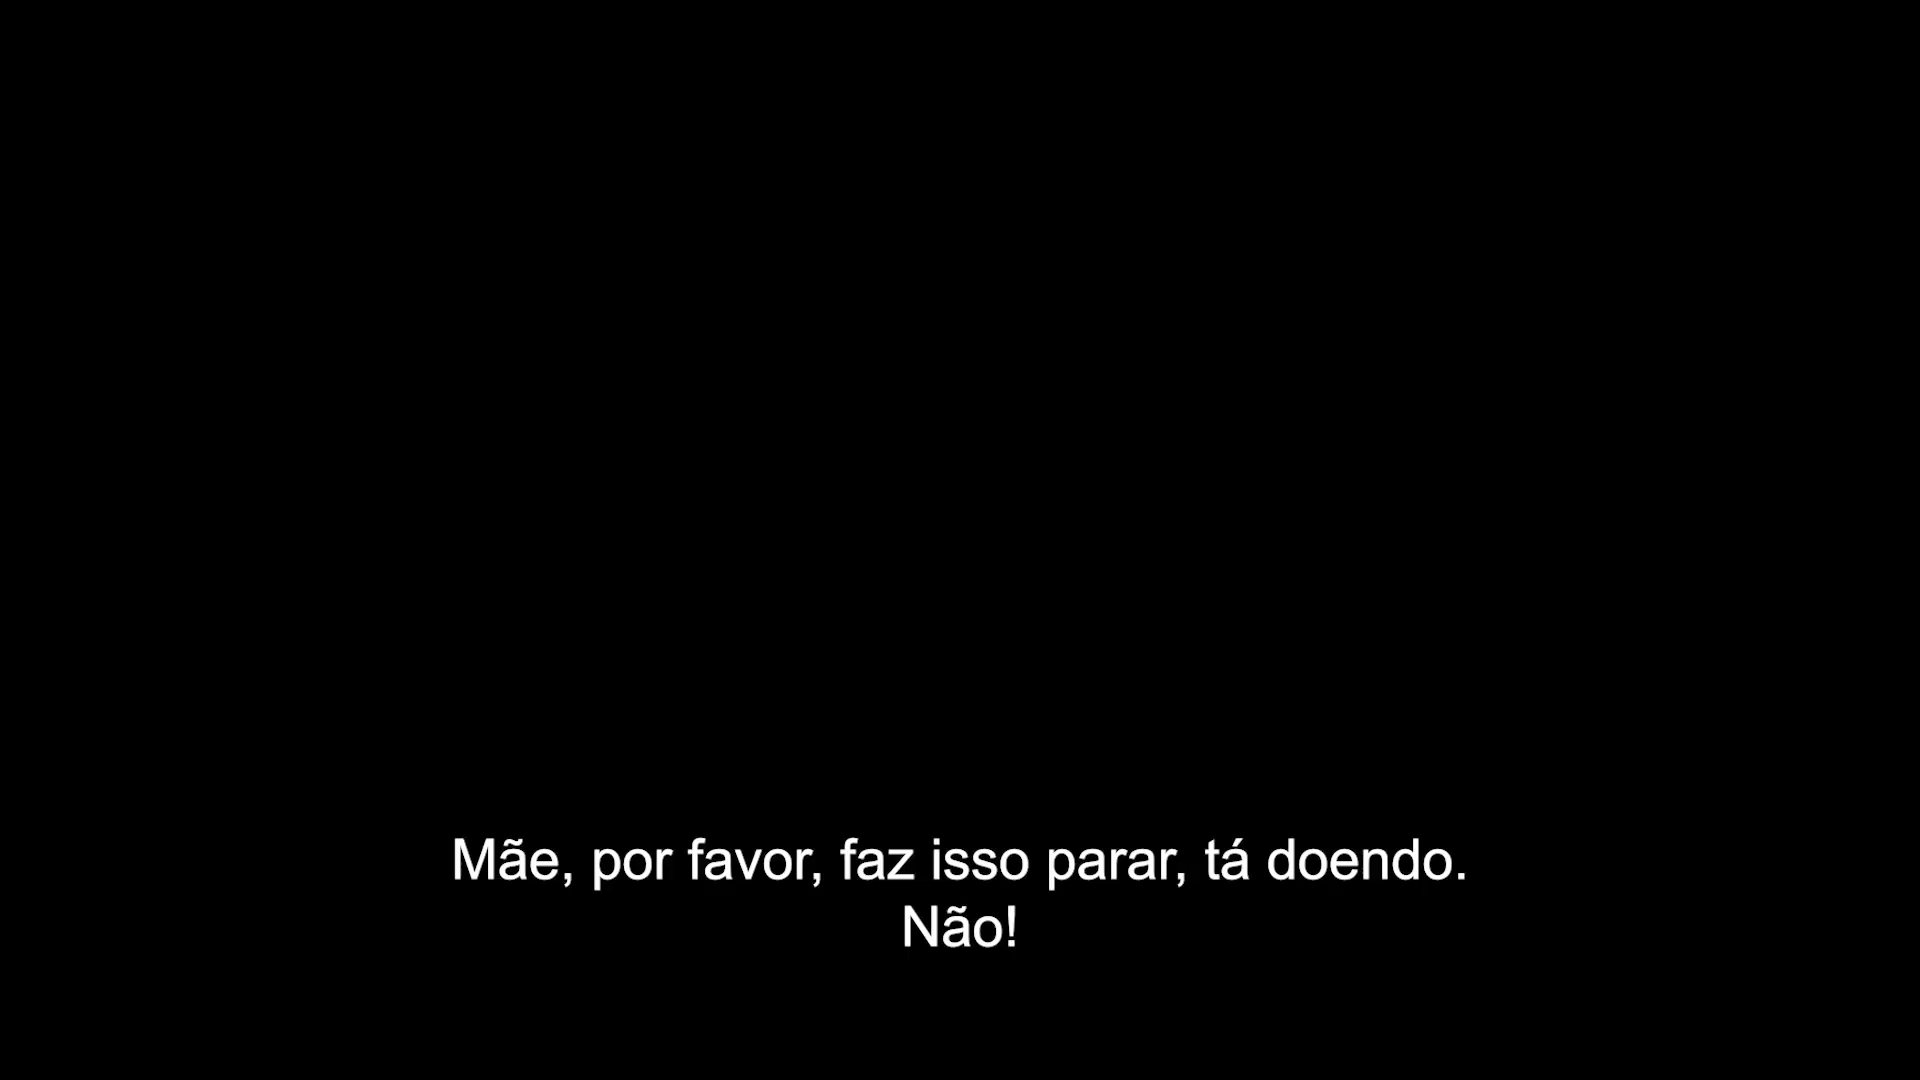 Mãe, por favor, faz isso parar, tá doendo.
Não!